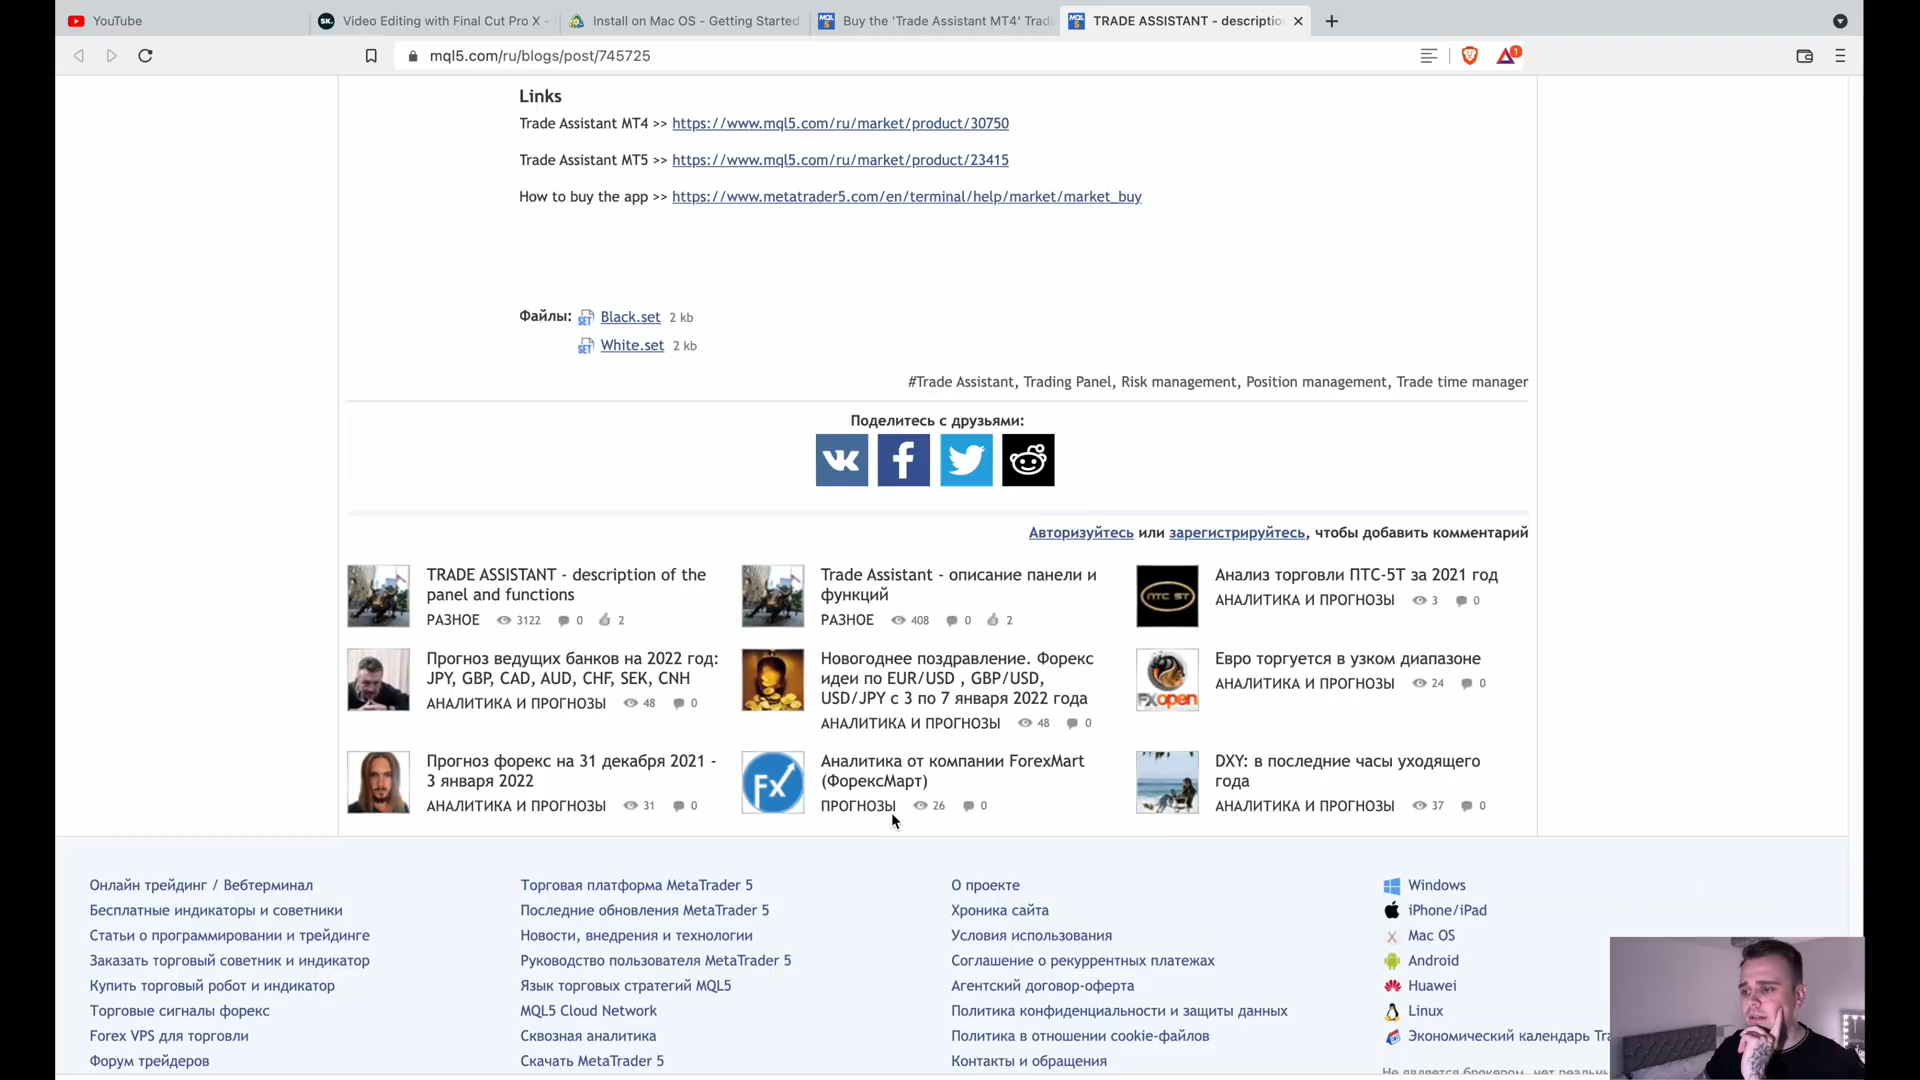 YouTube
Video Editing with Final Cut Pro X -
Install on Mac OS - Getting Started
Buy the 'Trade Assistant MT4' Tradi
TRADE ASSISTANT - descriptio
mql5.com/ru/blogs/post/745725
Links
Trade Assistant MT4 >> https://www.mql5.com/ru/market/product/30750
Trade Assistant MT5 >> https://www.mql5.com/ru/market/product/23415
How to buy the app >> https://www.metatrader5.com/en/terminal/help/market/market_buy
Файлы: SET Black.set 2 kb
SET White.set 2 kb
#Trade Assistant, Trading Panel, Risk management, Position management, Trade time manager
Поделитесь с друзьями:
Авторизуйтесь или зарегистрируйтесь, чтобы добавить комментарий
TRADE ASSISTANT - description of the
panel and functions
РАЗНОЕ 3122 0 2
Trade Assistant - описание панели и
функций
РАЗНОЕ 408 0 2
ПТС 5Т
Анализ торговли ПТС-5Т за 2021 год
АНАЛИТИКА И ПРОГНОЗЫ 3 0
Прогноз ведущих банков на 2022 год:
JPY, GBP, CAD, AUD, CHF, SEK, CNH
АНАЛИТИКА И ПРОГНОЗЫ 48 0
Новогоднее поздравление. Форекс
идеи по EUR/USD , GBP/USD,
USD/JPY с 3 по 7 января 2022 года
АНАЛИТИКА И ПРОГНОЗЫ 48 0
FXopen
Евро торгуется в узком диапазоне
АНАЛИТИКА И ПРОГНОЗЫ 24 0
Прогноз форекс на 31 декабря 2021 -
3 января 2022
АНАЛИТИКА И ПРОГНОЗЫ 31 0
FX
Аналитика от компании ForexMart
(ФорексМарт)
ПРОГНОЗЫ 26 0
DXY: в последние часы уходящего
года
АНАЛИТИКА И ПРОГНОЗЫ 37 0
Онлайн трейдинг / Вебтерминал
Бесплатные индикаторы и советники
Статьи о программировании и трейдинге
Заказать торговый советник и индикатор
Купить торговый робот и индикатор
Торговые сигналы форекс
Forex VPS для торговли
Форум трейдеров
Торговая платформа MetaTrader 5
Последние обновления MetaTrader 5
Новости, внедрения и технологии
Руководство пользователя MetaTrader 5
Язык торговых стратегий MQL5
MQL5 Cloud Network
Сквозная аналитика
Скачать MetaTrader 5
О проекте
Хроника сайта
Условия использования
Соглашение о рекуррентных платежах
Агентский договор-оферта
Политика конфиденциальности и защиты данных
Политика в отношении cookie-файлов
Контакты и обращения
Windows
iPhone/iPad
Mac OS
Android
Huawei
Linux
Экономический календарь Tra
Не является брокером, нет реальн